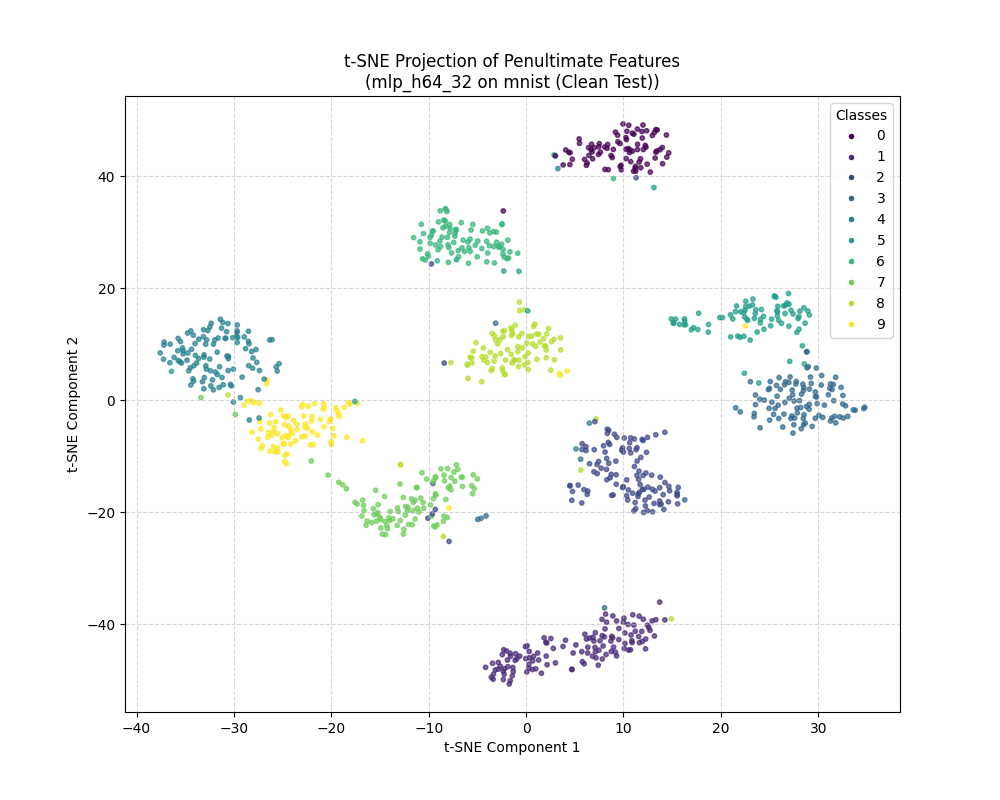 t-SNE Projection of Penultimate Features
(mlp_h64_32 on mnist (Clean Test))
t-SNE Component 2
40
20
0
−20
−40
−40 −30 −20 −10 0 10 20 30
t-SNE Component 1
Classes
0
1
2
3
4
5
6
7
8
9